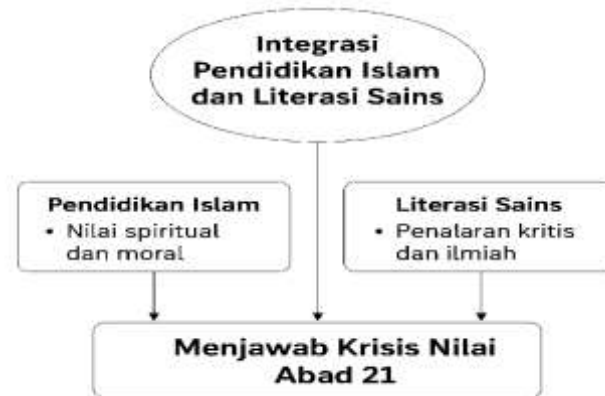 Integrasi
Pendidikan Islam
dan Literasi Sains
Pendidikan Islam
• Nilai spiritual
dan moral
Literasi Sains
• Penalaran kritis
dan ilmiah
Menjawab Krisis Nilai
Abad 21